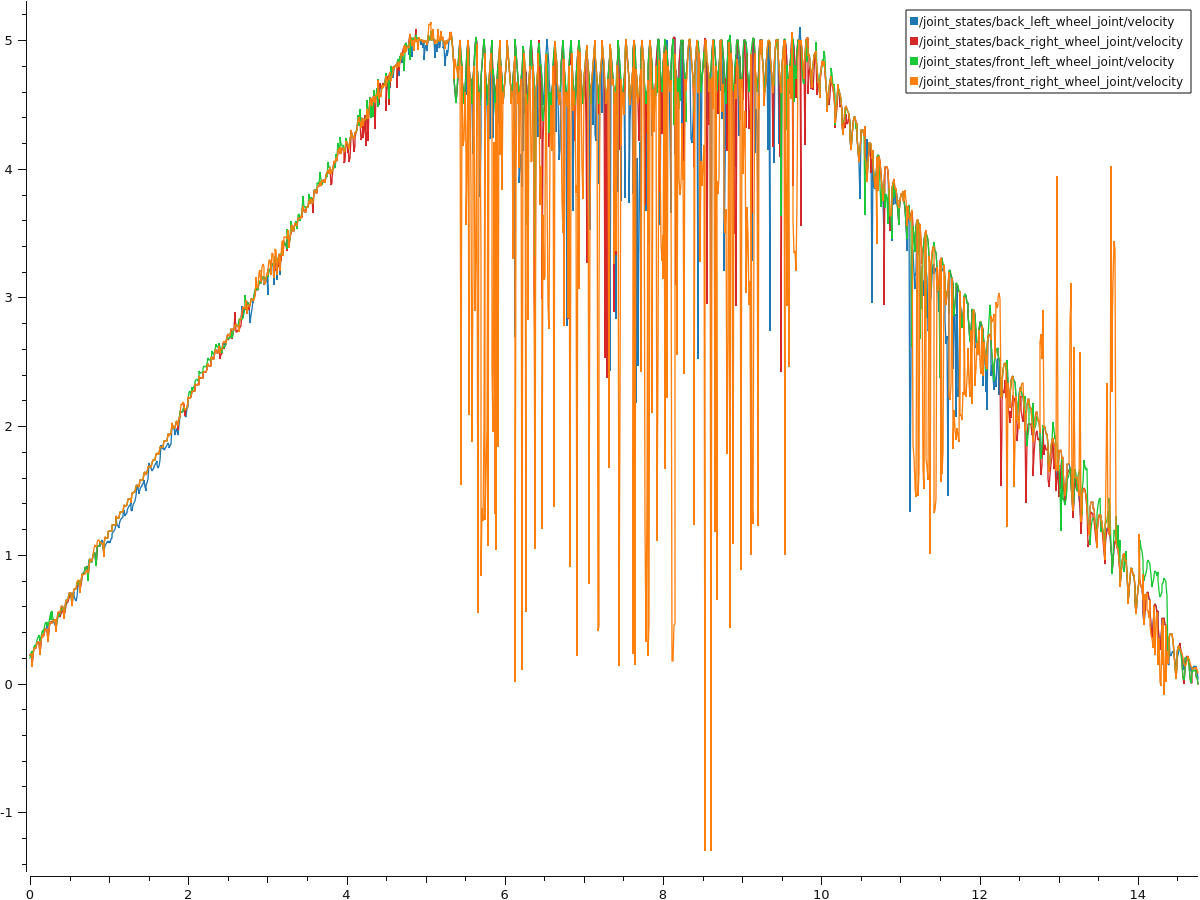 /joint_states/back_left_wheel_joint/velocity
/joint_states/back_right_wheel_joint/velocity
/joint_states/front_left_wheel_joint/velocity
/joint_states/front_right_wheel_joint/velocity
5
4
3
2
1
0
-1
0 2 4 6 8 10 12 14